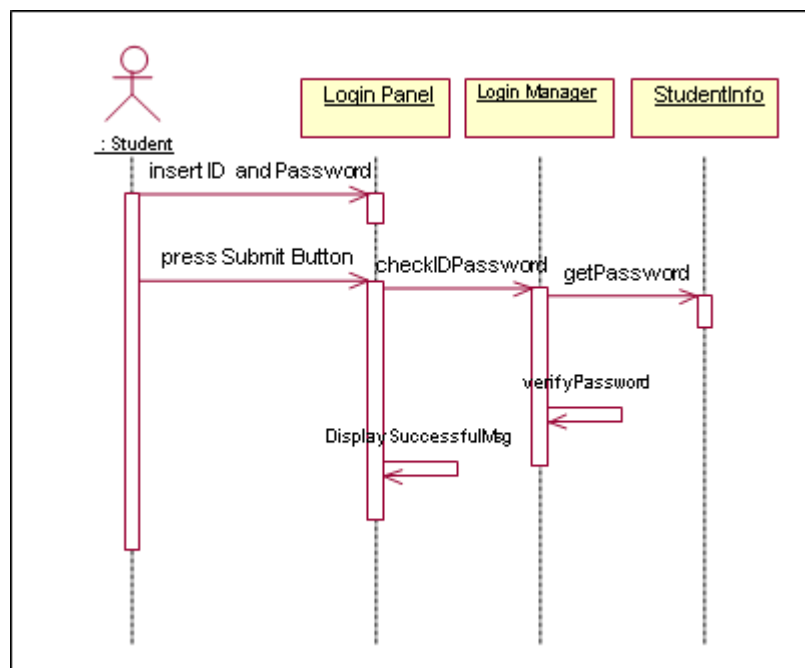 Login Panel
Login Manager
StudentInfo
: Student
insert ID and Password
press Submit Button
checkIDPassword
getPassword
verifyPassword
DisplaySuccessfulMsg